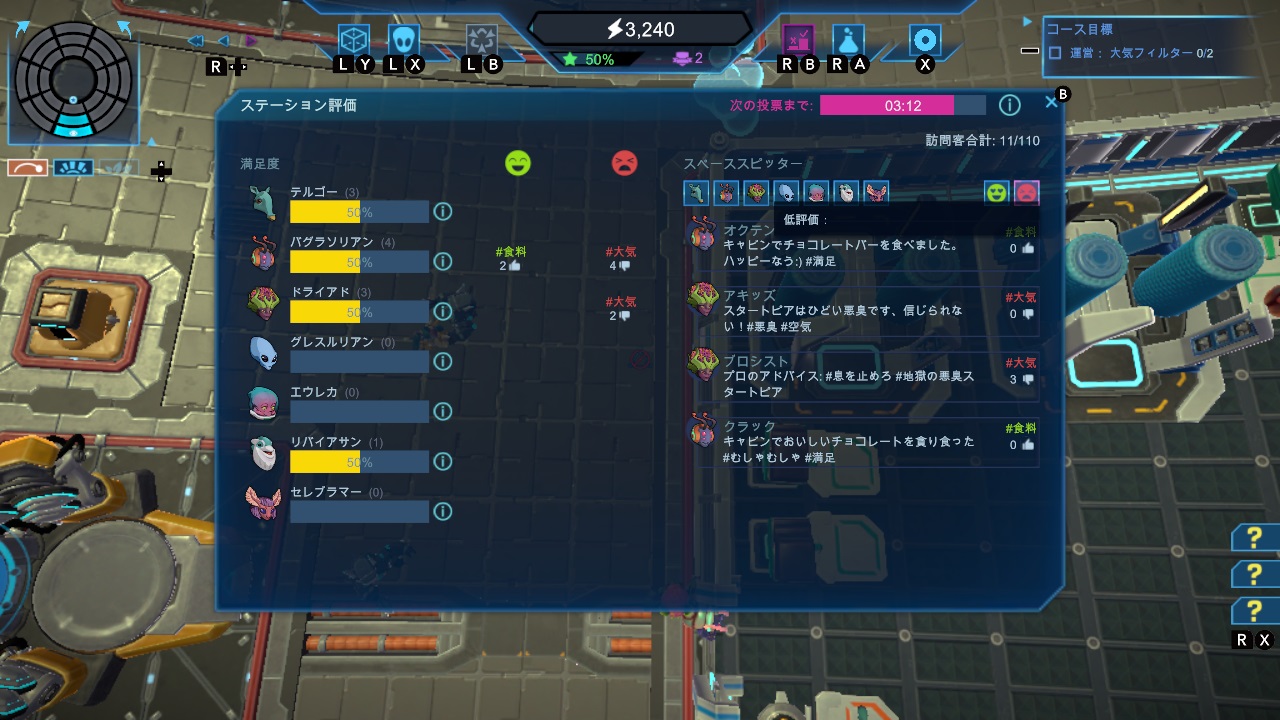 3,240
50%
2
R
L Y
L X
L B
R B
R A
X
コース目標
運営： 大気フィルター 0/2
ステーション評価
次の投票まで:
03:12
B
訪問客合計: 11/110
満足度
テルゴー (3)
50%
バグラソリアン (4)
50%
#食料
2
#大気
4
ドライアド (3)
50%
#大気
2
グレスルリアン (0)
エウレカ (0)
リバイアサン (1)
50%
セレブラマー (0)
スペーススピッター
低評価：
オクテン
#食料
0
キャビンでチョコレートバーを食べました。
ハッピーなう:) #満足
アキッズ
#大気
0
スタートピアはひどい悪臭です、信じられな
い！#悪臭 #空気
ブロシスト
#大気
3
プロのアドバイス: #息を止めろ #地獄の悪臭ス
タートピア
クラック
#食料
0
キャビンでおいしいチョコレートを貪り食った
#むしゃむしゃ #満足
?
?
?
R X